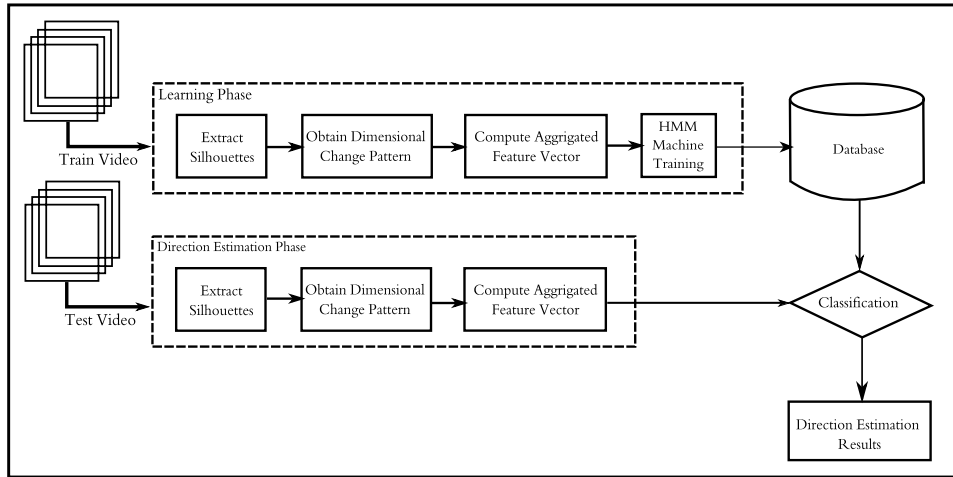 Learning Phase
Extract
Silhouettes
Obtain Dimensional
Change Pattern
Compute Aggrigated
Feature Vector
HMM
Machine
Training
Database
Train Video
Direction Estimation Phase
Extract
Silhouettes
Obtain Dimensional
Change Pattern
Compute Aggrigated
Feature Vector
Classification
Test Video
Direction Estimation
Results